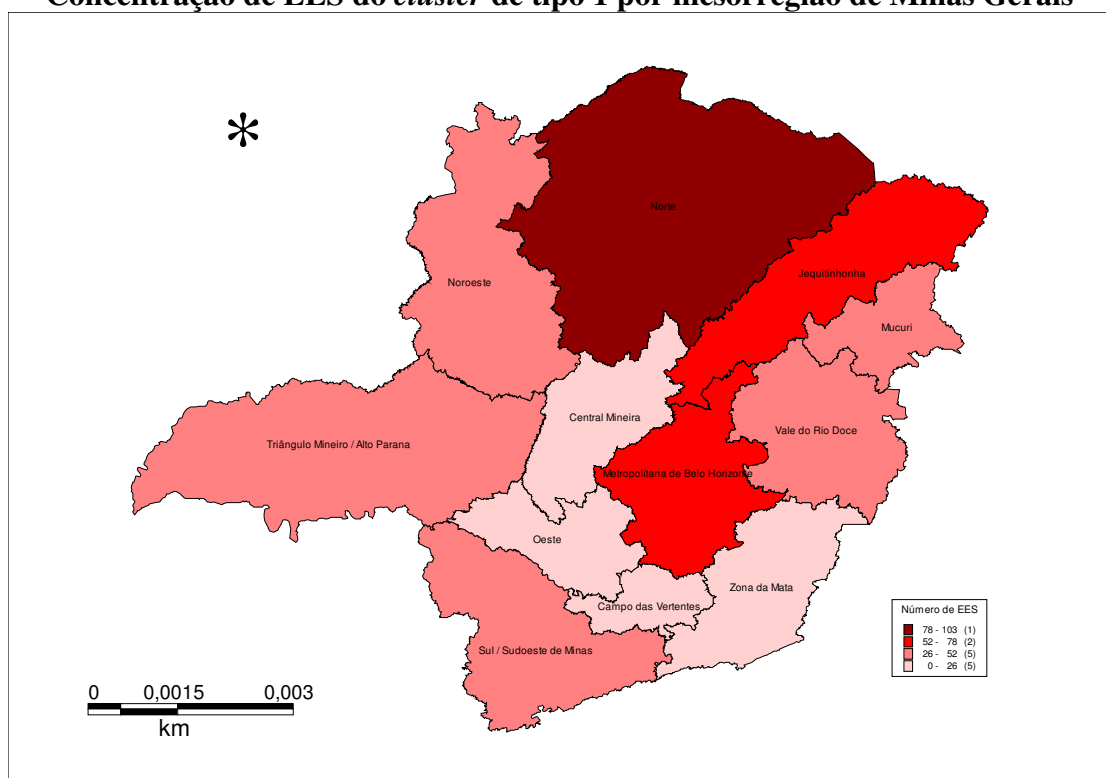 Concentração de EES do cluster de tipo 1 por mesorregião de Minas Gerais
*
Norte
Jequitinhonha
Noroeste
Mucuri
Central Mineira
Vale do Rio Doce
Triângulo Mineiro / Alto Parana
Metropolitana de Belo Horizonte
Oeste
Zona da Mata
Campo das Vertentes
Sul / Sudoeste de Minas
Número de EES
78 - 103 (1)
52 - 78 (2)
26 - 52 (5)
0 - 26 (5)
0 0,0015 0,003
km